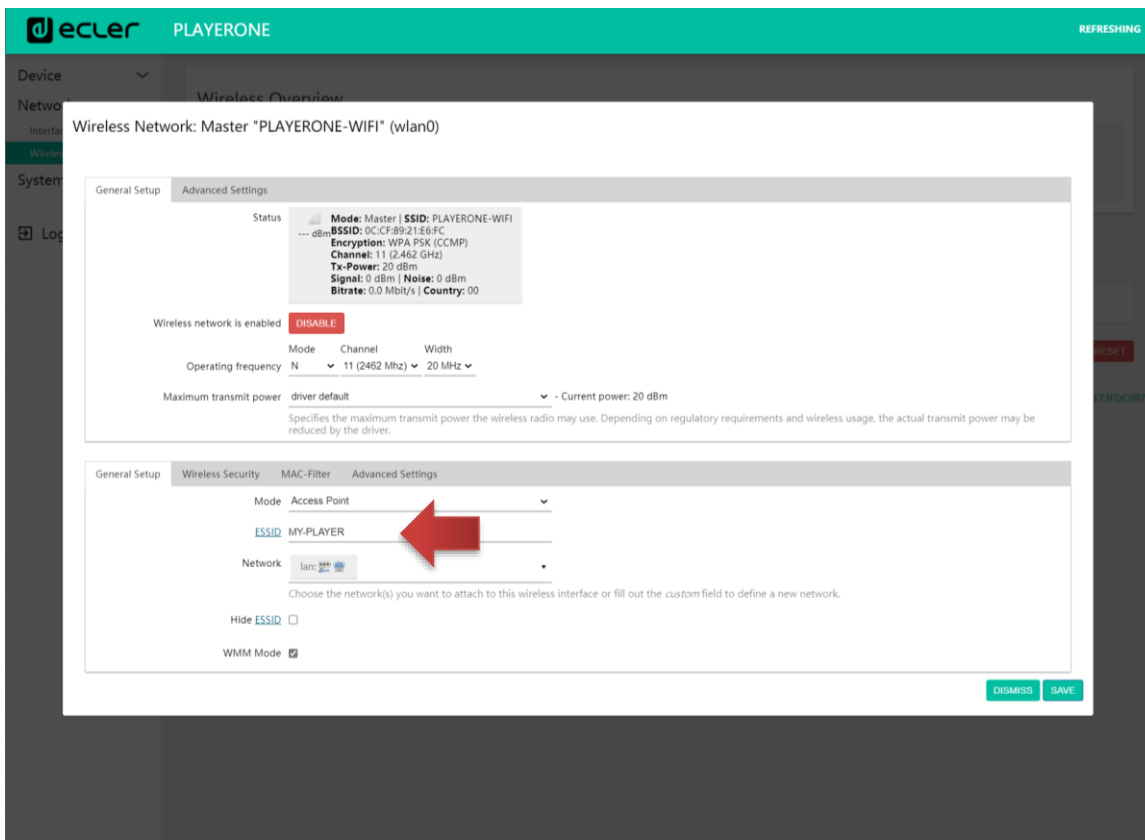 ecler PLAYERONE REFRESHING
Device
Wireless Overview
Wireless Network: Master "PLAYERONE-WIFI" (wlan0)
System
RESET
General Setup Advanced Settings
Status
--- dBm
Mode: Master | SSID: PLAYERONE-WIFI
BSSID: 0C:CF:89:21:E6:FC
Encryption: WPA PSK (CCMP)
Channel: 11 (2.462 GHz)
Tx-Power: 20 dBm
Signal: 0 dBm | Noise: 0 dBm
Bitrate: 0.0 Mbit/s | Country: 00
Wireless network is enabled DISABLE
Mode Channel Width
Operating frequency N 11 (2462 Mhz) 20 MHz
Maximum transmit power driver default - Current power: 20 dBm
Specifies the maximum transmit power the wireless radio may use. Depending on regulatory requirements and wireless usage, the actual transmit power may be
reduced by the driver.
General Setup Wireless Security MAC-Filter Advanced Settings
Mode Access Point
ESSID MY-PLAYER
Network lan:
Choose the network(s) you want to attach to this wireless interface or fill out the custom field to define a new network.
Hide ESSID
WMM Mode
DISMISS SAVE